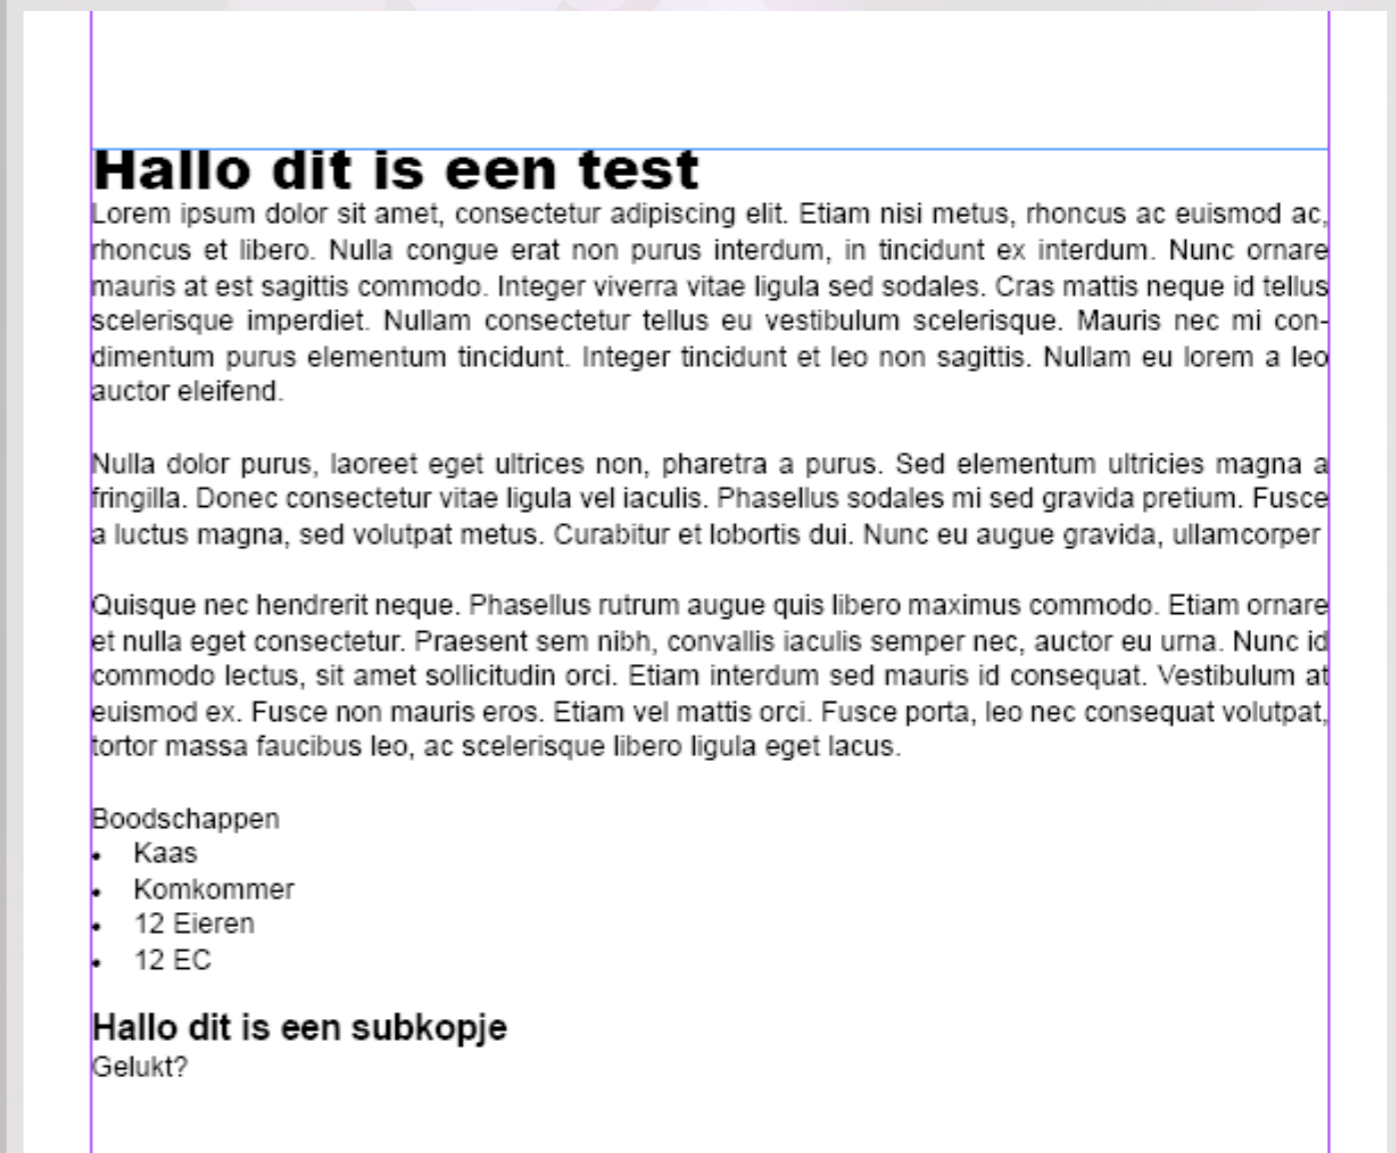 Hallo dit is een test
Lorem ipsum dolor sit amet, consectetur adipiscing elit. Etiam nisi metus, rhoncus ac euismod ac,
rhoncus et libero. Nulla congue erat non purus interdum, in tincidunt ex interdum. Nunc ornare
mauris at est sagittis commodo. Integer viverra vitae ligula sed sodales. Cras mattis neque id tellus
scelerisque imperdiet. Nullam consectetur tellus eu vestibulum scelerisque. Mauris nec mi con-
dimentum purus elementum tincidunt. Integer tincidunt et leo non sagittis. Nullam eu lorem a leo
auctor eleifend.
Nulla dolor purus, laoreet eget ultrices non, pharetra a purus. Sed elementum ultricies magna a
fringilla. Donec consectetur vitae ligula vel iaculis. Phasellus sodales mi sed gravida pretium. Fusce
a luctus magna, sed volutpat metus. Curabitur et lobortis dui. Nunc eu augue gravida, ullamcorper
Quisque nec hendrerit neque. Phasellus rutrum augue quis libero maximus commodo. Etiam ornare
et nulla eget consectetur. Praesent sem nibh, convallis iaculis semper nec, auctor eu urna. Nunc id
commodo lectus, sit amet sollicitudin orci. Etiam interdum sed mauris id consequat. Vestibulum at
euismod ex. Fusce non mauris eros. Etiam vel mattis orci. Fusce porta, leo nec consequat volutpat,
tortor massa faucibus leo, ac scelerisque libero ligula eget lacus.
Boodschappen
• Kaas
• Komkommer
• 12 Eieren
• 12 EC
Hallo dit is een subkopje
Gelukt?